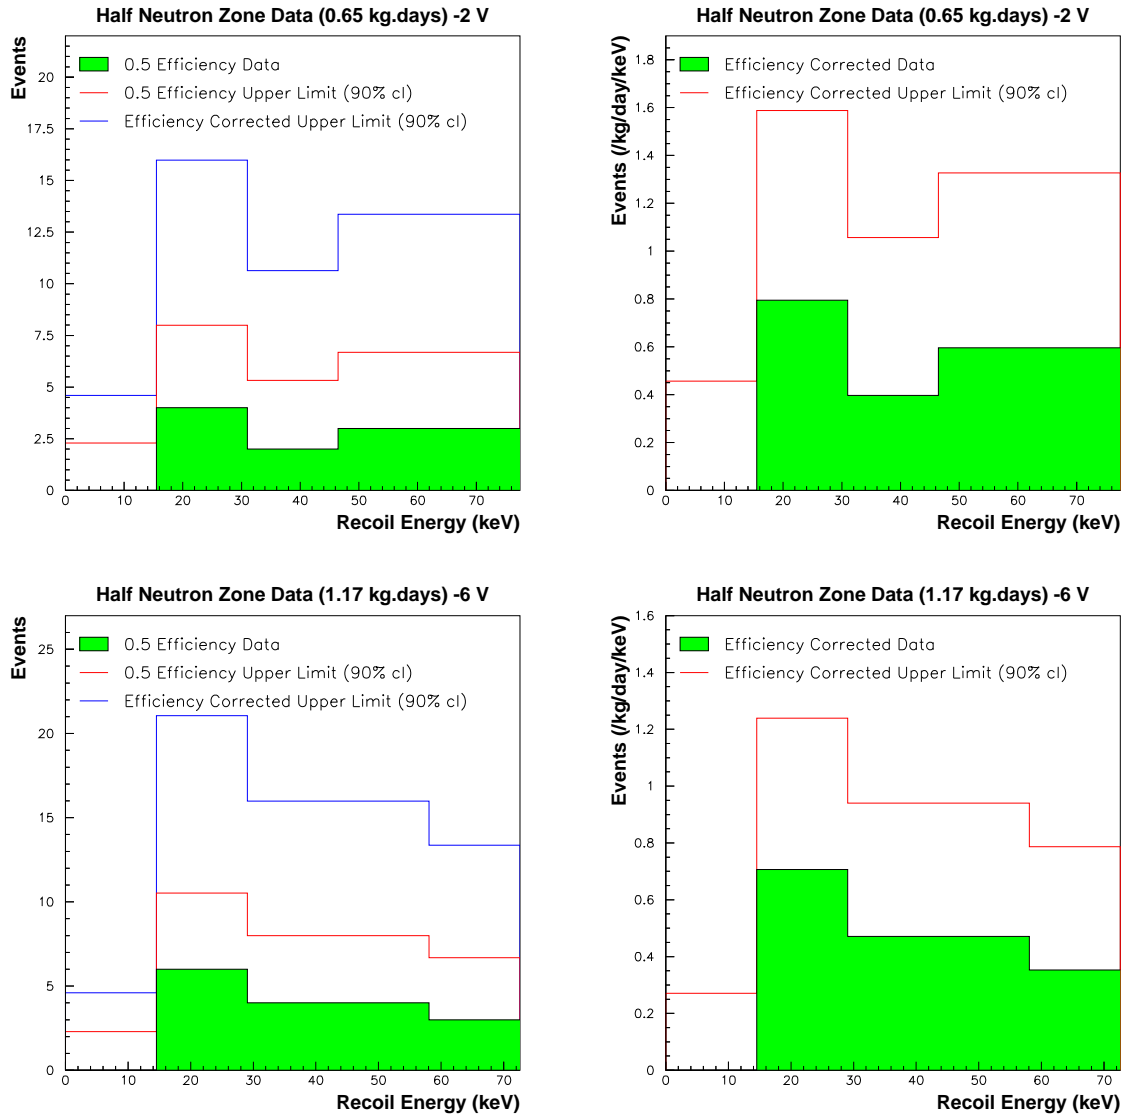 Half Neutron Zone Data (0.65 kg.days) -2 V
Events
0.5 Efficiency Data
0.5 Efficiency Upper Limit (90% cl)
Efficiency Corrected Upper Limit (90% cl)
20
17.5
15
12.5
10
7.5
5
2.5
0
0 10 20 30 40 50 60 70
Recoil Energy (keV)
Half Neutron Zone Data (0.65 kg.days) -2 V
Events (/kg/day/keV)
Efficiency Corrected Data
Efficiency Corrected Upper Limit (90% cl)
1.8
1.6
1.4
1.2
1
0.8
0.6
0.4
0.2
0
0 10 20 30 40 50 60 70
Recoil Energy (keV)
Half Neutron Zone Data (1.17 kg.days) -6 V
Events
0.5 Efficiency Data
0.5 Efficiency Upper Limit (90% cl)
Efficiency Corrected Upper Limit (90% cl)
25
20
15
10
5
0
0 10 20 30 40 50 60 70
Recoil Energy (keV)
Half Neutron Zone Data (1.17 kg.days) -6 V
Events (/kg/day/keV)
Efficiency Corrected Data
Efficiency Corrected Upper Limit (90% cl)
1.6
1.4
1.2
1
0.8
0.6
0.4
0.2
0
0 10 20 30 40 50 60 70
Recoil Energy (keV)